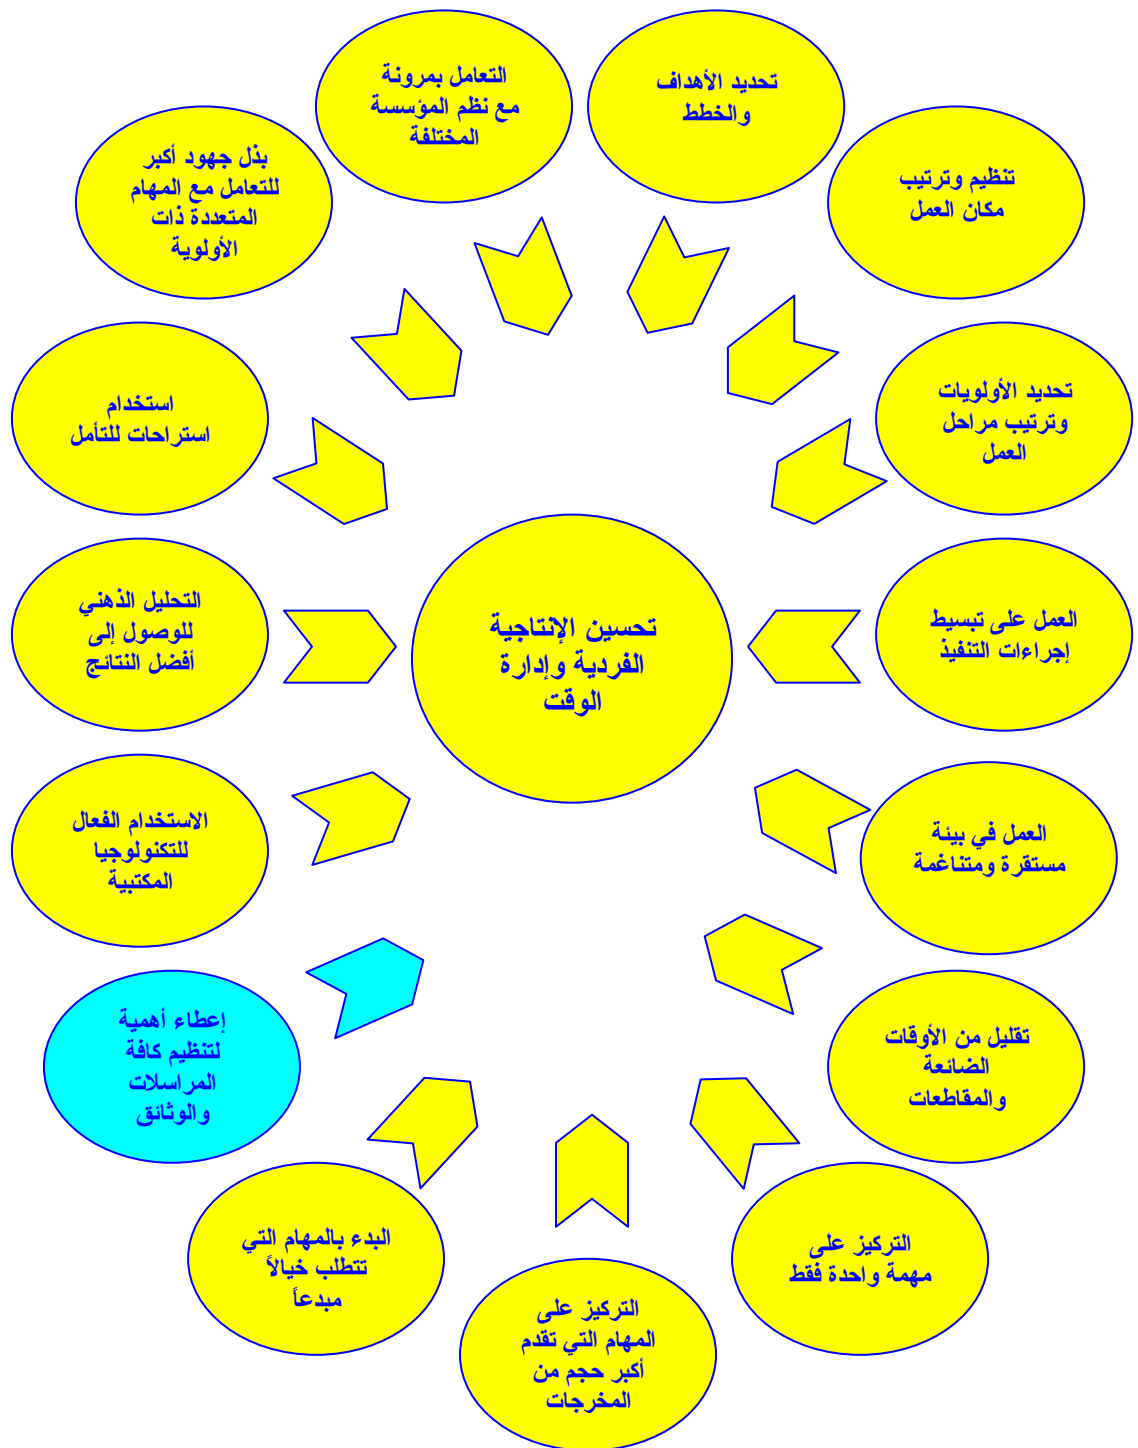 تحديد الأهداف
والخطط
تنظيم وترتيب
مكان العمل
تحديد الأولويات
وترتيب مراحل
العمل
العمل على تبسيط
إجراءات التنفيذ
العمل في بيئة
مستقرة ومتناغمة
تقليل من الأوقات
الضائعة
والمقاطعات
التركيز على
مهمة واحدة فقط
التركيز على
المهام التي تقدم
أكبر حجم من
المخرجات
البدء بالمهام التي
تتطلب خيالاً
مبدعاً
إعطاء أهمية
لتنظيم كافة
المراسلات
والوثائق
الاستخدام الفعال
للتكنولوجيا
المكتبية
التحليل الذهني
للوصول إلى
أفضل النتائج
استخدام
استراحات للتأمل
بذل جهود أكبر
للتعامل مع المهام
المتعددة ذات
الأولوية
التعامل بمرونة
مع نظم المؤسسة
المختلفة
تحسين الإنتاجية
الفردية وإدارة
الوقت